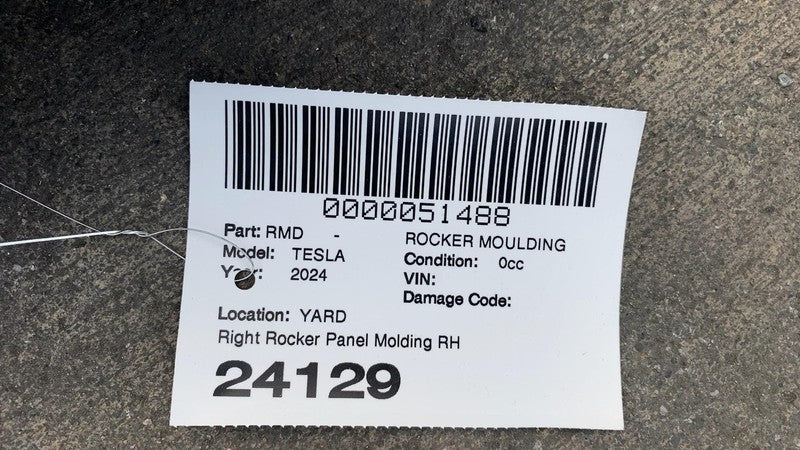 0000051488
Part: RMD - ROCKER MOULDING
Model: TESLA Condition: 0cc
Year: 2024 VIN:
Damage Code:
Location: YARD
Right Rocker Panel Molding RH
24129